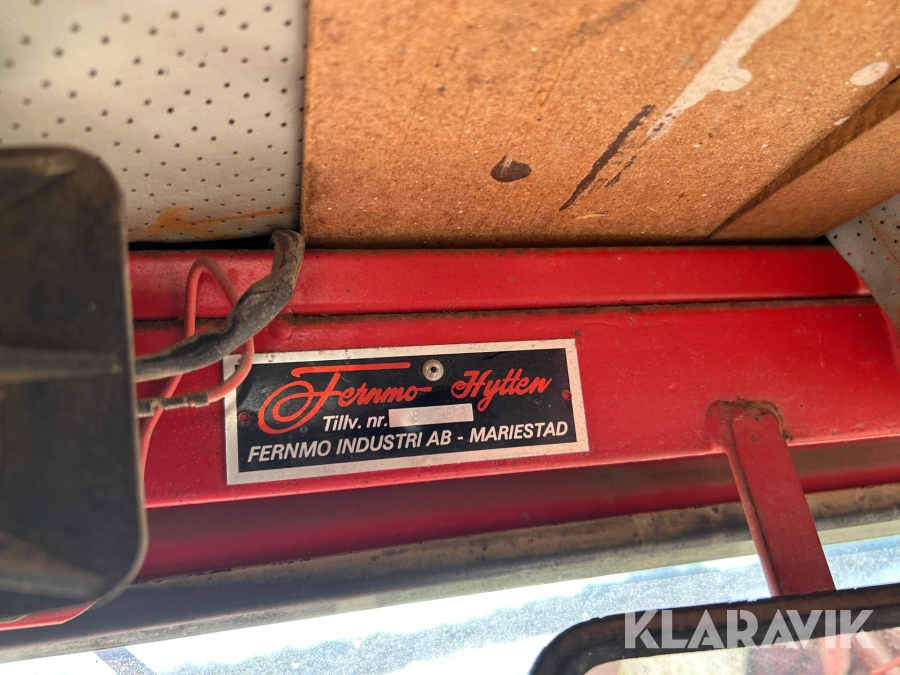 Fernmo Hytten
Tillv. nr.
FERNMO INDUSTRI AB - MARIESTAD
KLARAVIK